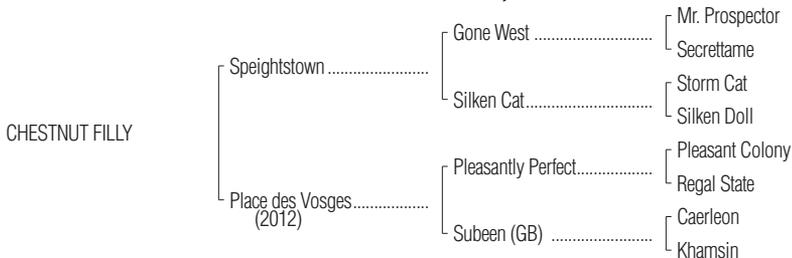 Mr. Prospector
Gone West ............................
Secrettame
Speightstown ........................
Storm Cat
Silken Cat..............................
Silken Doll
CHESTNUT FILLY
Pleasant Colony
Pleasantly Perfect..................
Regal State
Place des Vosges..................
(2012)
Caerleon
Subeen (GB) ........................
Khamsin